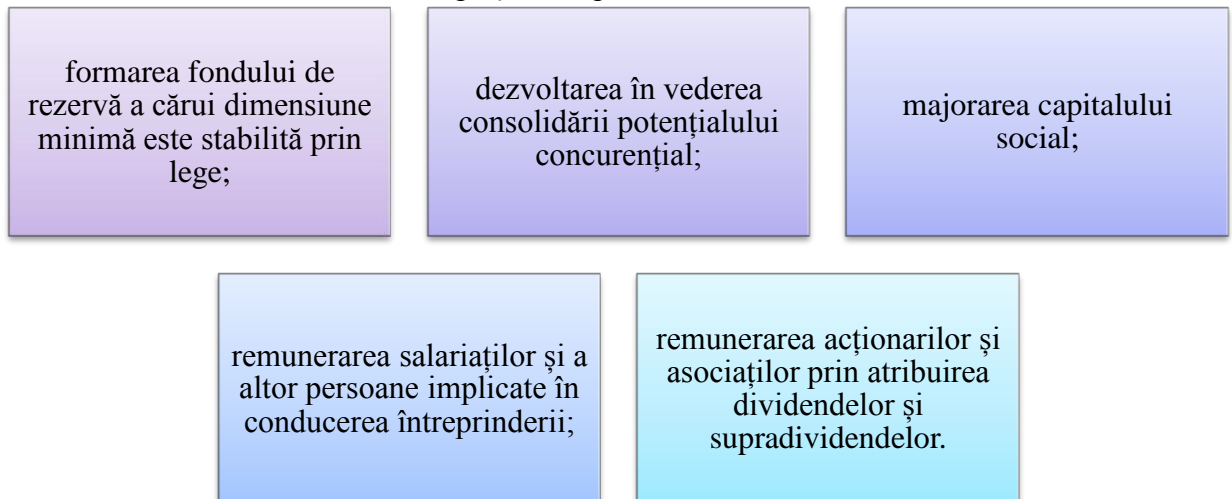 formarea fondului de
rezervă a cărui dimensiune
minimă este stabilită prin
lege;
dezvoltarea în vederea
consolidării potențialului
concurențial;
majorarea capitalului
social;
remunerarea salariaților și a
altor persoane implicate în
conducerea întreprinderii;
remunerarea acționarilor și
asociaților prin atribuirea
dividendelor și
supradividendelor.